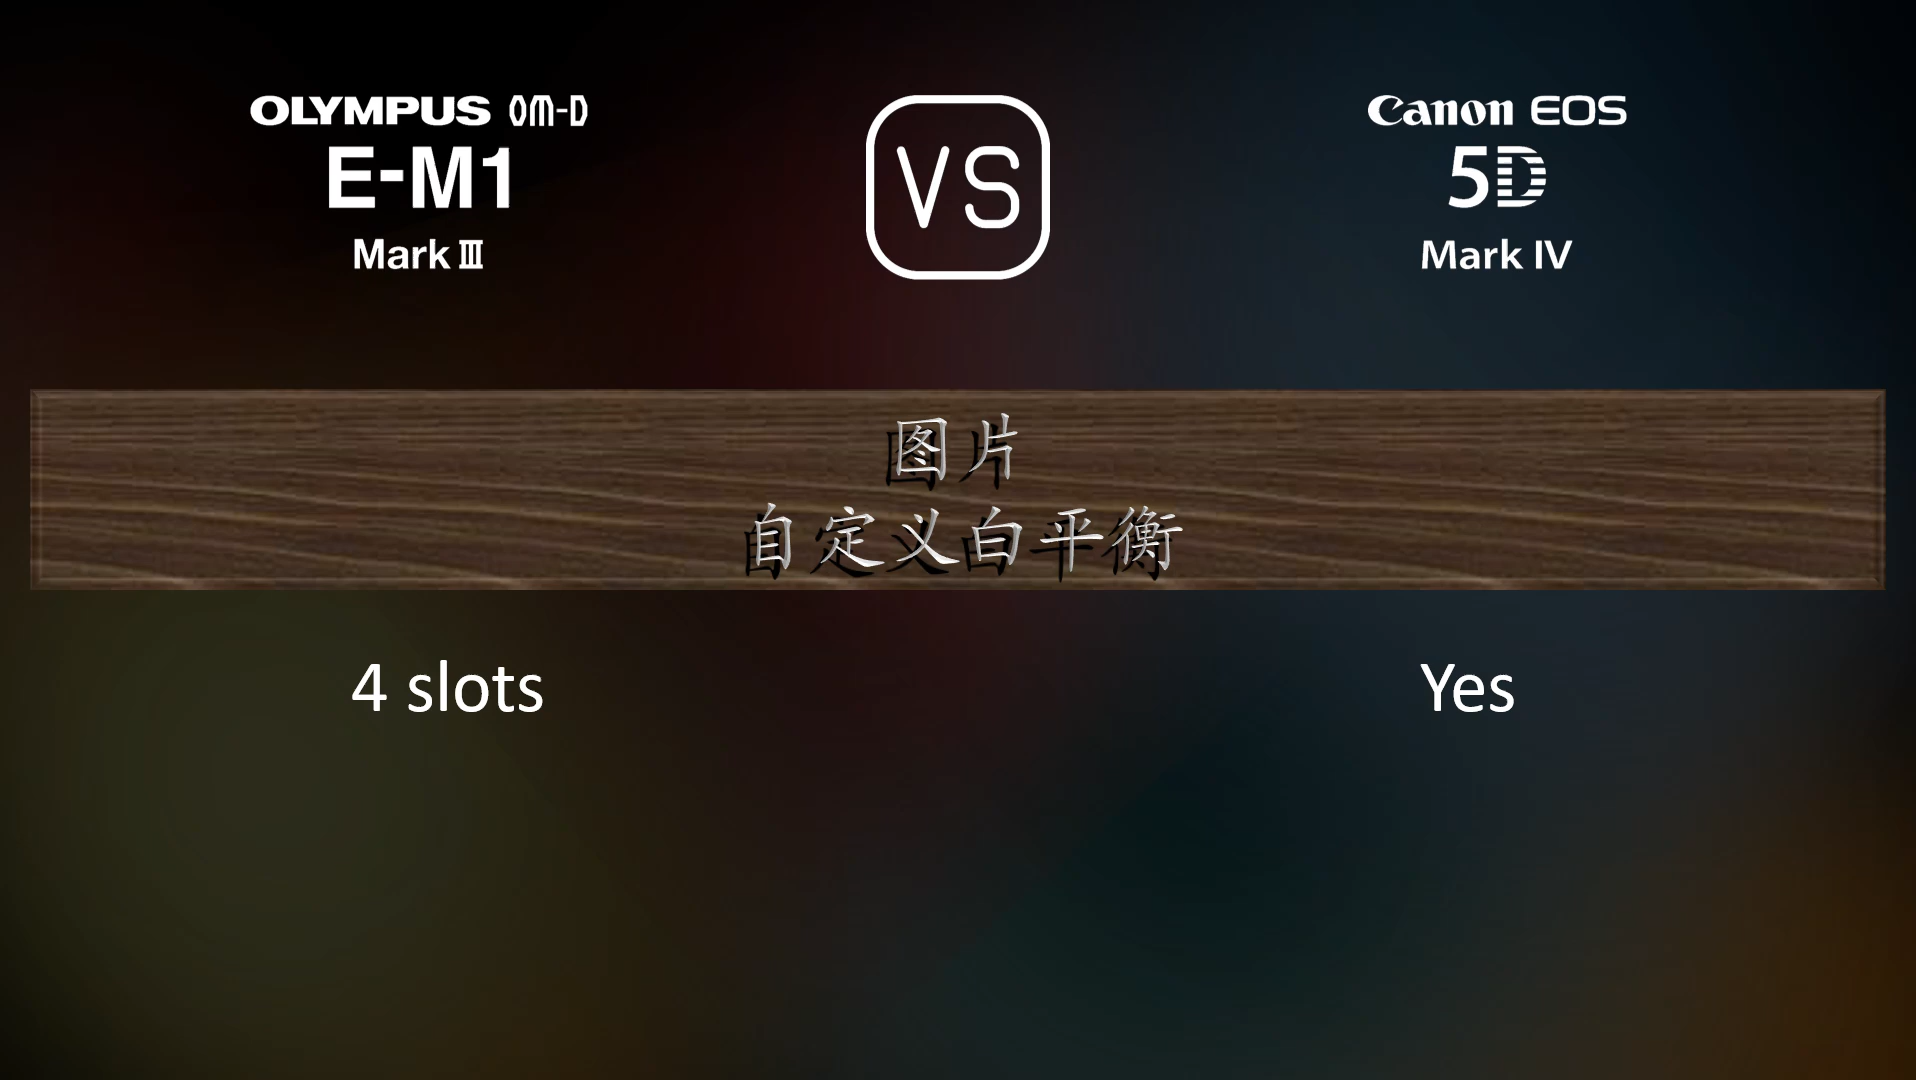 OLYMPUS OM-D
E-M1
Mark III
VS
Canon EOS
5D
Mark IV
图片
自定义白平衡
4 slots
Yes